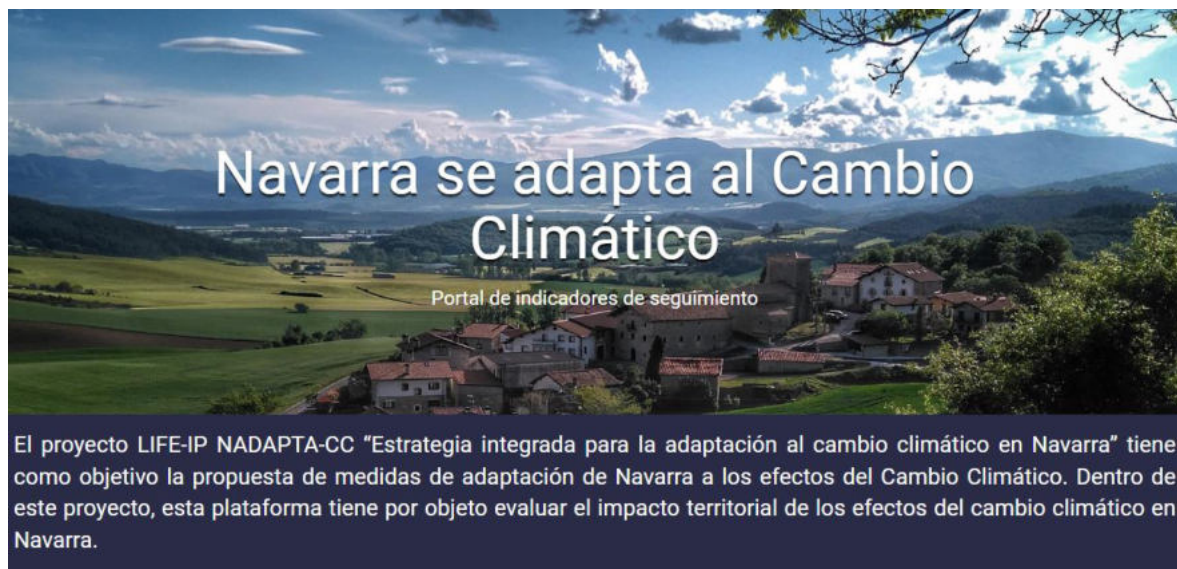 Navarra se adapta al Cambio
Climático
Portal de indicadores de seguimiento
El proyecto LIFE-IP NADAPTA-CC “Estrategia integrada para la adaptación al cambio climático en Navarra” tiene
como objetivo la propuesta de medidas de adaptación de Navarra a los efectos del Cambio Climático. Dentro de
este proyecto, esta plataforma tiene por objeto evaluar el impacto territorial de los efectos del cambio climático en
Navarra.